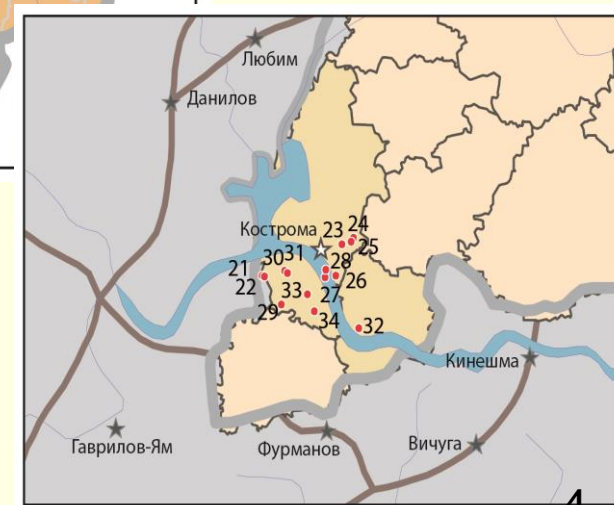 Любим
Данилов
Кострома
23
24
25
21
30
31
28
22
27
26
29
33
34
32
Кинешма
Гаврилов-Ям
Фурманов
Вичуга
4